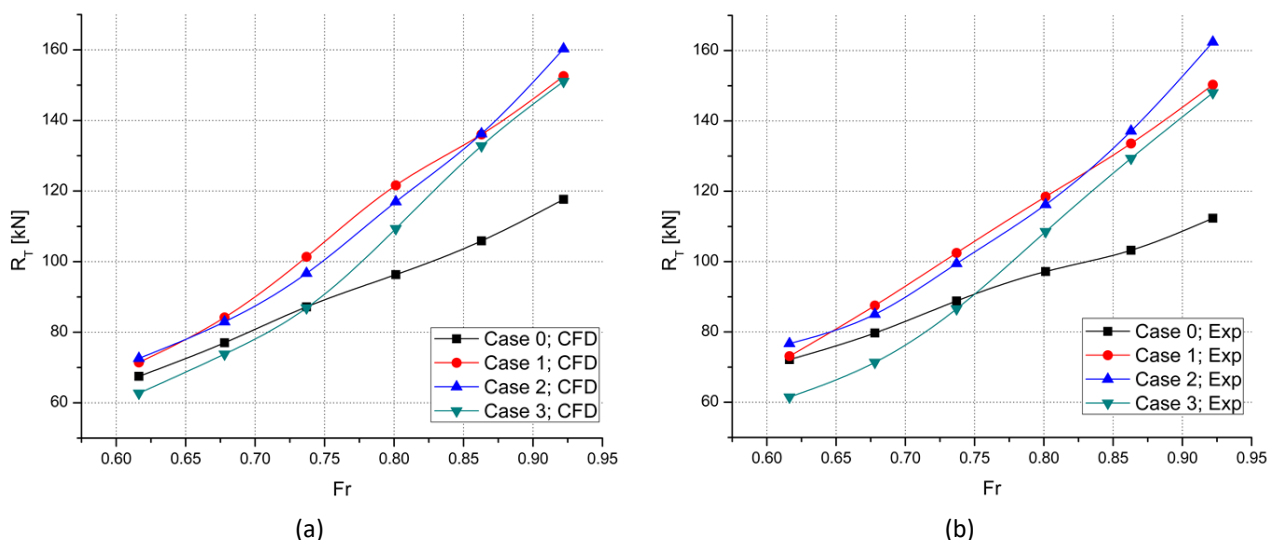 160
140
120
100
80
60
R_T [kN]
0.60 0.65 0.70 0.75 0.80 0.85 0.90 0.95
Fr
Case 0; CFD
Case 1; CFD
Case 2; CFD
Case 3; CFD
(a)
160
140
120
100
80
60
R_T [kN]
0.60 0.65 0.70 0.75 0.80 0.85 0.90 0.95
Fr
Case 0; Exp
Case 1; Exp
Case 2; Exp
Case 3; Exp
(b)